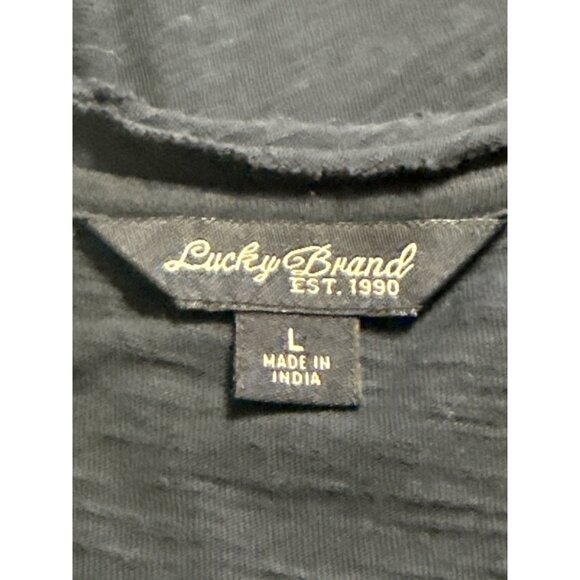 Lucky Brand
EST. 1990
L
MADE IN
INDIA